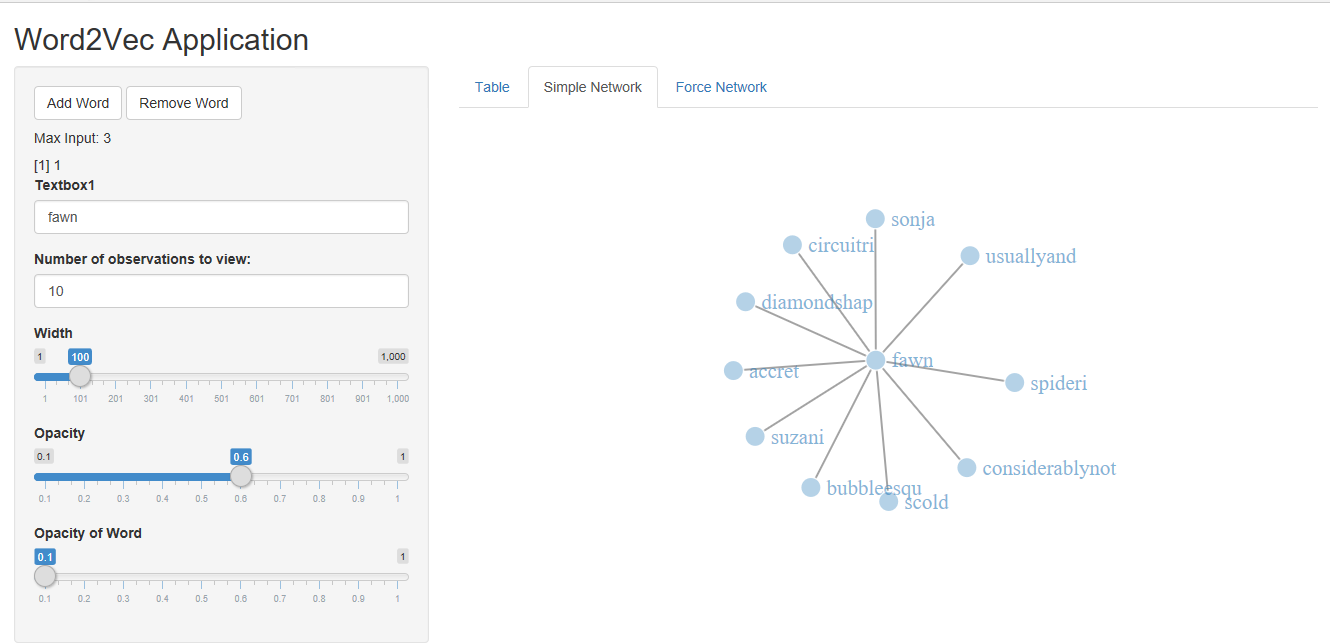 Word2Vec Application
Add Word Remove Word
Max Input: 3
[1] 1
Textbox1
fawn
Number of observations to view:
10
Width
1 100 1,000
1 101 201 301 401 501 601 701 801 901 1,000
Opacity
0.1 0.6 1
0.1 0.2 0.3 0.4 0.5 0.6 0.7 0.8 0.9 1
Opacity of Word
0.1 1
0.1 0.2 0.3 0.4 0.5 0.6 0.7 0.8 0.9 1
Table Simple Network Force Network
sonja
circuitri
usuallyand
diamondshap
fawn
accret
spideri
suzani
considerablynot
bubbleesqu
scold